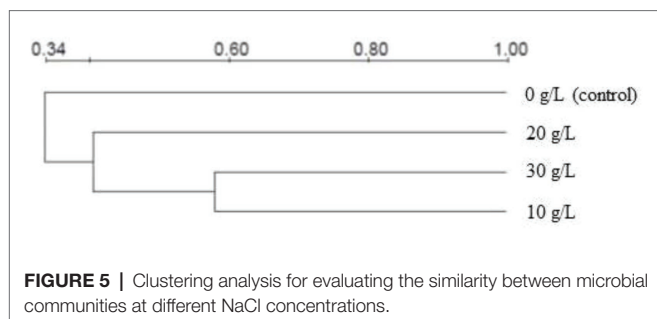 0.34 0.60 0.80 1.00
0 g/L (control)
20 g/L
30 g/L
10 g/L
FIGURE 5 | Clustering analysis for evaluating the similarity between microbial
communities at different NaCl concentrations.